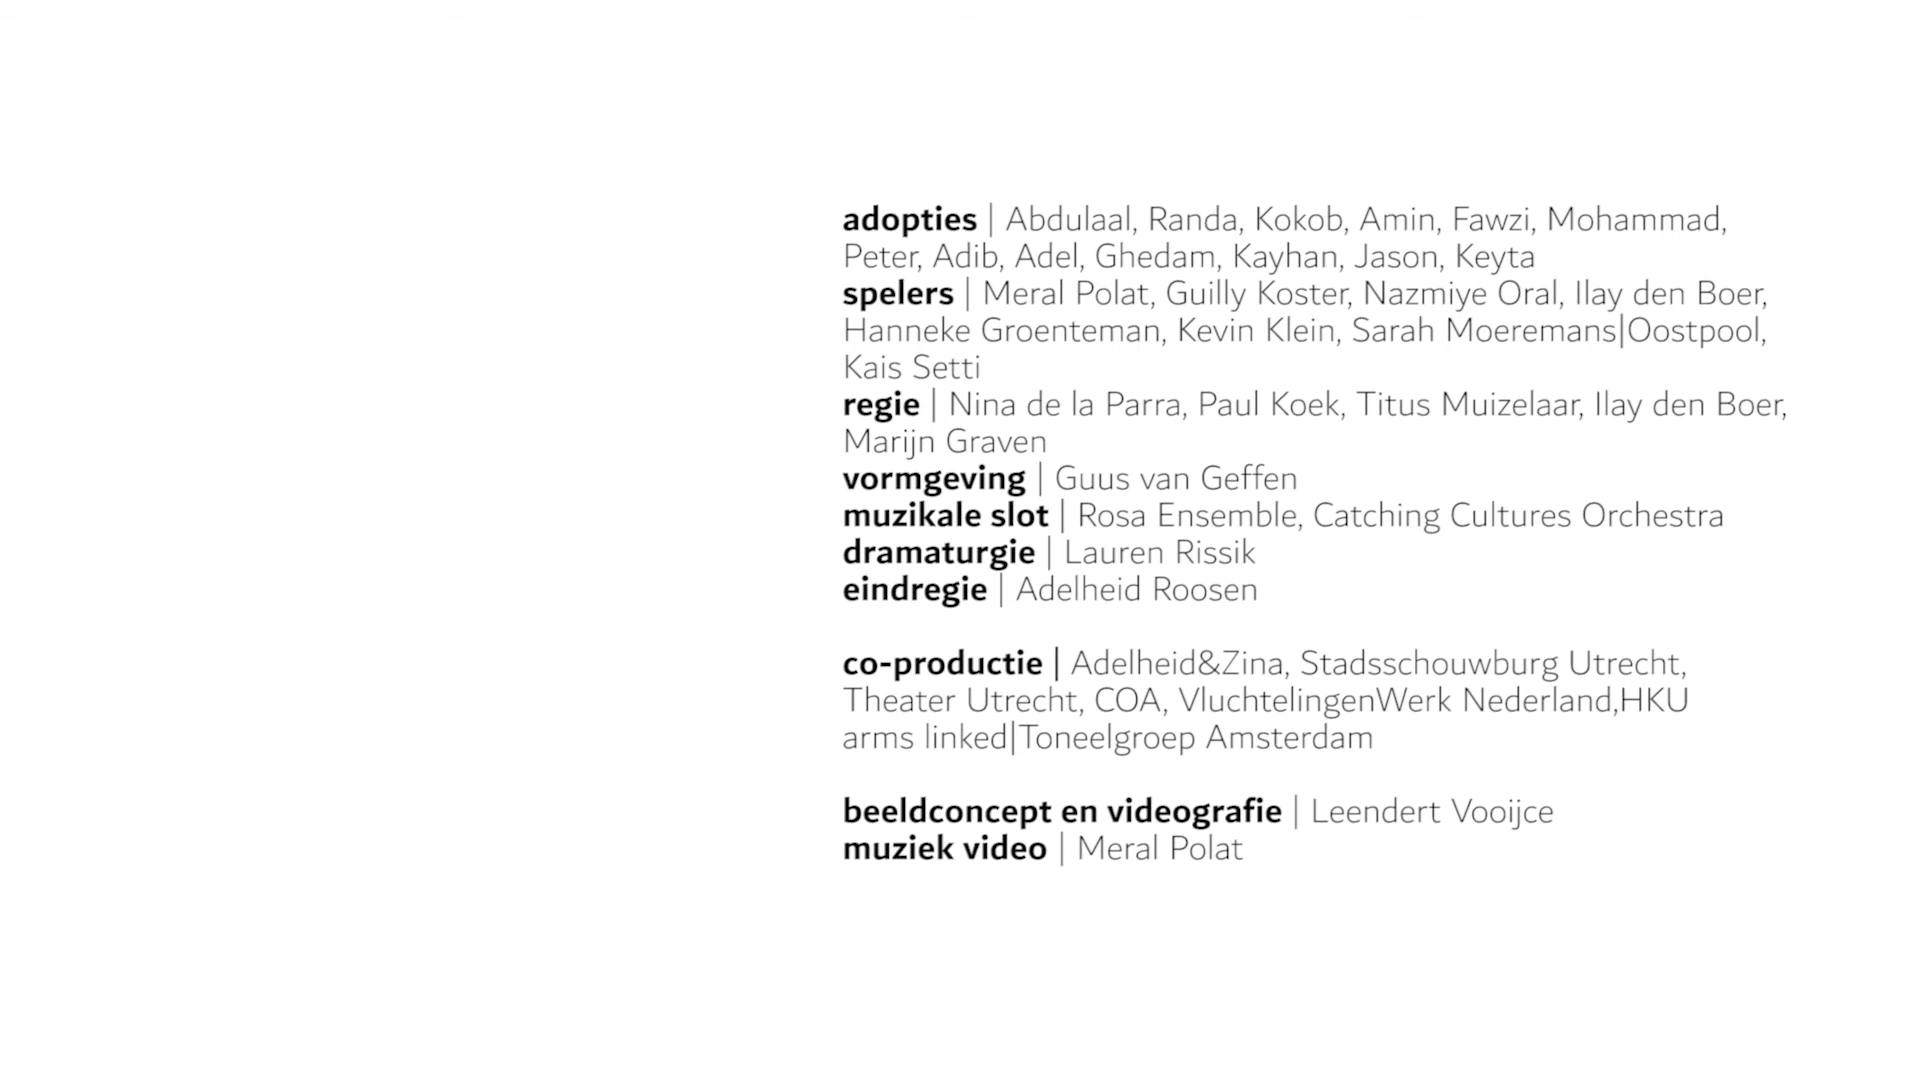 adopties | Abdulaal, Randa, Kokob, Amin, Fawzi, Mohammad,
Peter, Adib, Adel, Ghedam, Kayhan, Jason, Keyta
spelers | Meral Polat, Guilly Koster, Nazmiye Oral, Ilay den Boer,
Hanneke Groenteman, Kevin Klein, Sarah Moeremans|Oostpool,
Kais Setti
regie | Nina de la Parra, Paul Koek, Titus Muizelaar, Ilay den Boer,
Marijn Graven
vormgeving | Guus van Geffen
muzikale slot | Rosa Ensemble, Catching Cultures Orchestra
dramaturgie | Lauren Rissik
eindregie | Adelheid Roosen
co-productie | Adelheid&Zina, Stadsschouwburg Utrecht,
Theater Utrecht, COA, VluchtelingenWerk Nederland,HKU
arms linked|Toneelgroep Amsterdam
beeldconcept en videografie | Leendert Vooijce
muziek video | Meral Polat